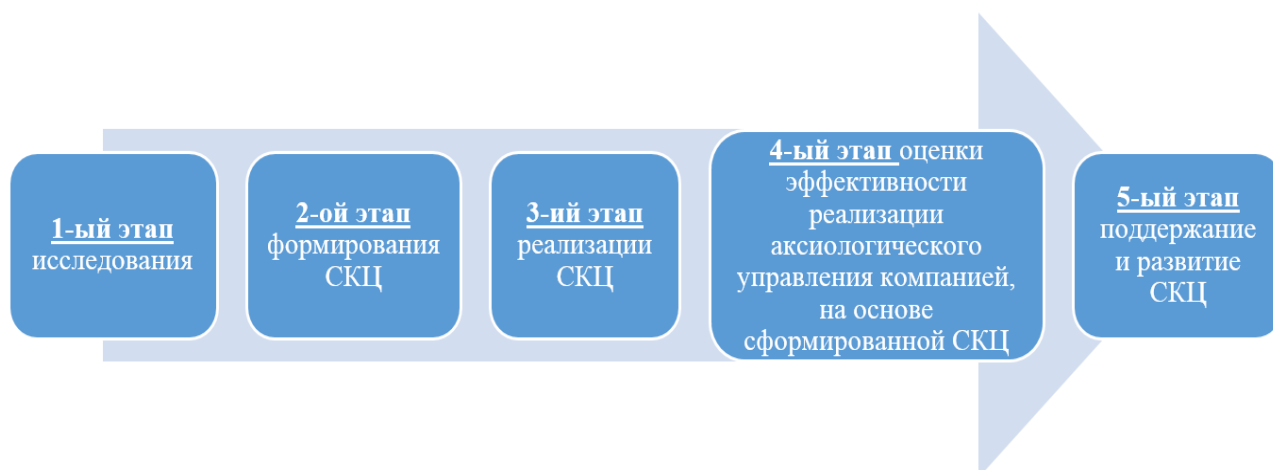 1-ый этап
исследования
2-ой этап
формирования
СКЦ
3-ий этап
реализации
СКЦ
4-ый этап оценки
эффективности
реализации
аксиологического
управления компанией,
на основе
сформированной СКЦ
5-ый этап
поддержание
и развитие
СКЦ